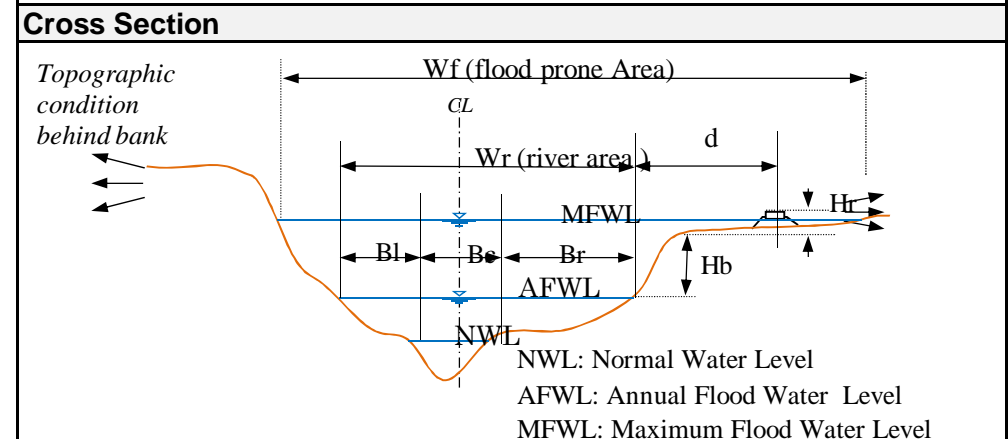 Cross Section
Topographic
condition
behind bank
Wf (flood prone Area)
CL
Wr (river area )
d
MFWL
Hr
Bl
Bc
Br
Hb
AFWL
NWL
NWL: Normal Water Level
AFWL: Annual Flood Water Level
MFWL: Maximum Flood Water Level